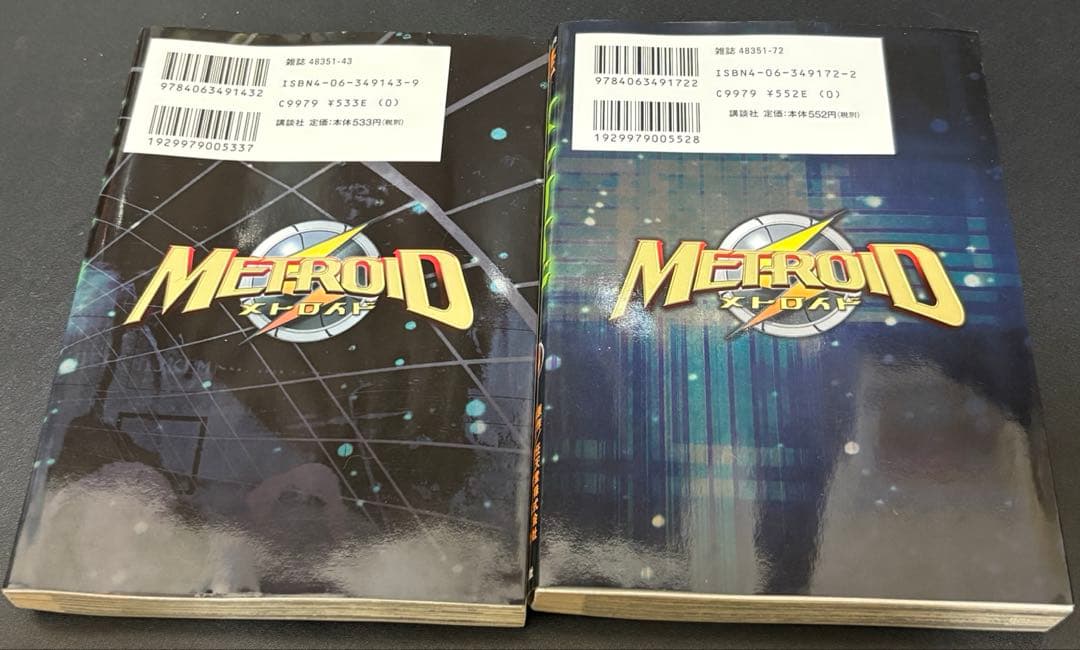 雑誌 48351-43
9784063491432
ISBN4-06-349143-9
C9979 ¥533E (0)
講談社 定価:本体533円(税別)
1929979005337
METROID
メトロイド
雑誌 48351-72
9784063491722
ISBN4-06-349172-2
C9979 ¥552E (0)
講談社 定価:本体552円(税別)
1929979005528
METROID
メトロイド